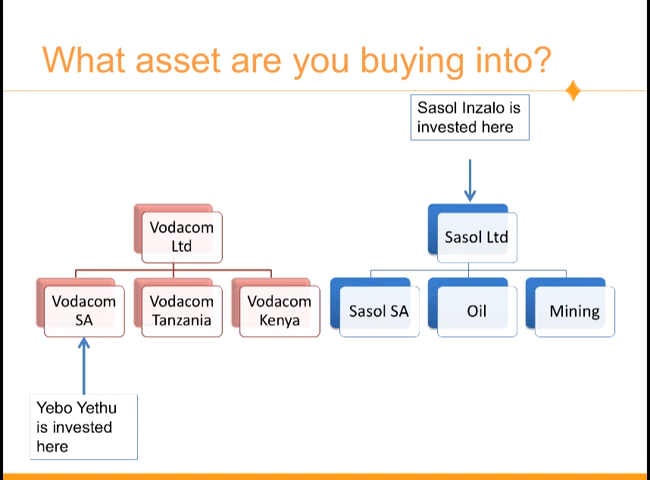 What asset are you buying into?
Sasol Inzalo is
invested here
Vodacom
Ltd
Sasol Ltd
Vodacom
SA
Vodacom
Tanzania
Vodacom
Kenya
Sasol SA
Oil
Mining
Yebo Yethu
is invested
here